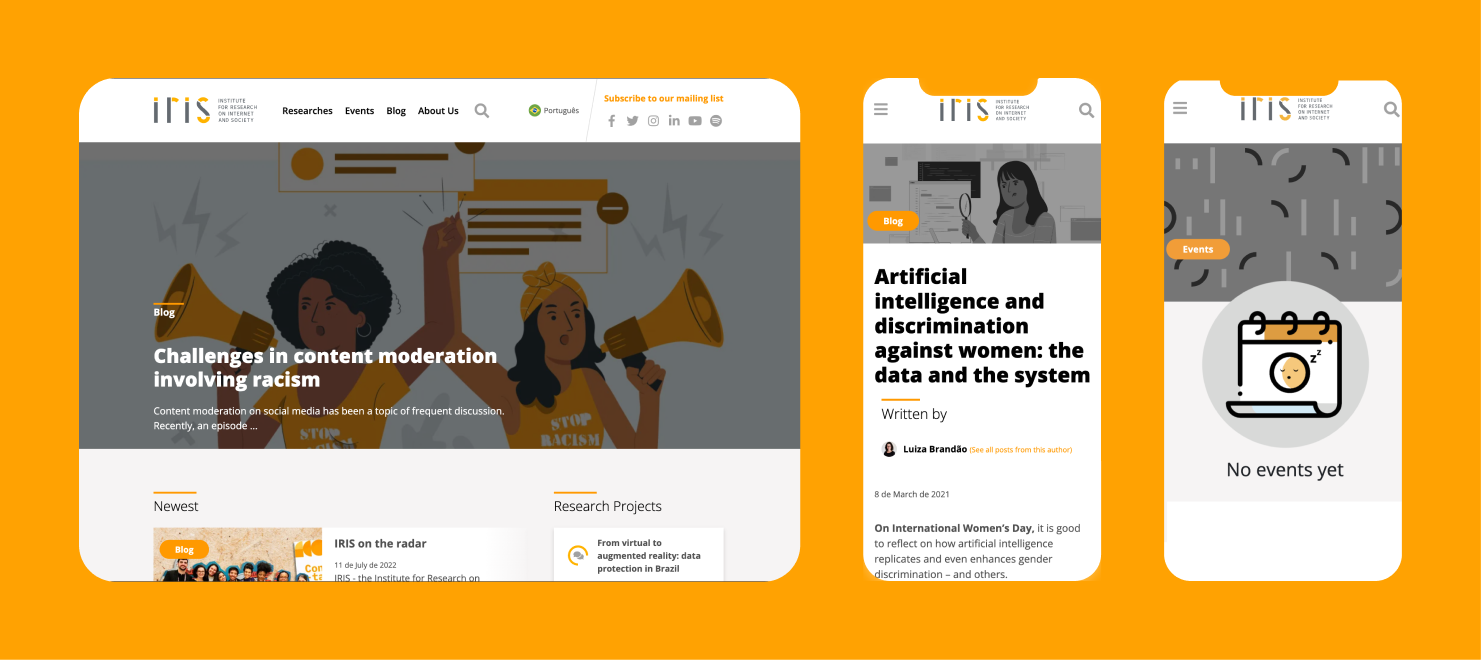 iris
INSTITUTE
FOR RESEARCH
ON INTERNET
AND SOCIETY
Researches
Events
Blog
About Us
Português
Subscribe to our mailing list
Blog
Challenges in content moderation
involving racism
Content moderation on social media has been a topic of frequent discussion.
Recently, an episode ...
STOP
RACISM
STOP
RACISM
Newest
Blog
IRIS on the radar
11 de July de 2022
IRIS - the Institute for Research on
Research Projects
From virtual to
augmented reality: data
protection in Brazil
iris
INSTITUTE
FOR RESEARCH
ON INTERNET
AND SOCIETY
Blog
Artificial
intelligence and
discrimination
against women: the
data and the system
Written by
Luiza Brandão (See all posts from this author)
8 de March de 2021
On International Women's Day, it is good
to reflect on how artificial intelligence
replicates and even enhances gender
discrimination – and others.
iris
INSTITUTE
FOR RESEARCH
ON INTERNET
AND SOCIETY
Events
z z
No events yet